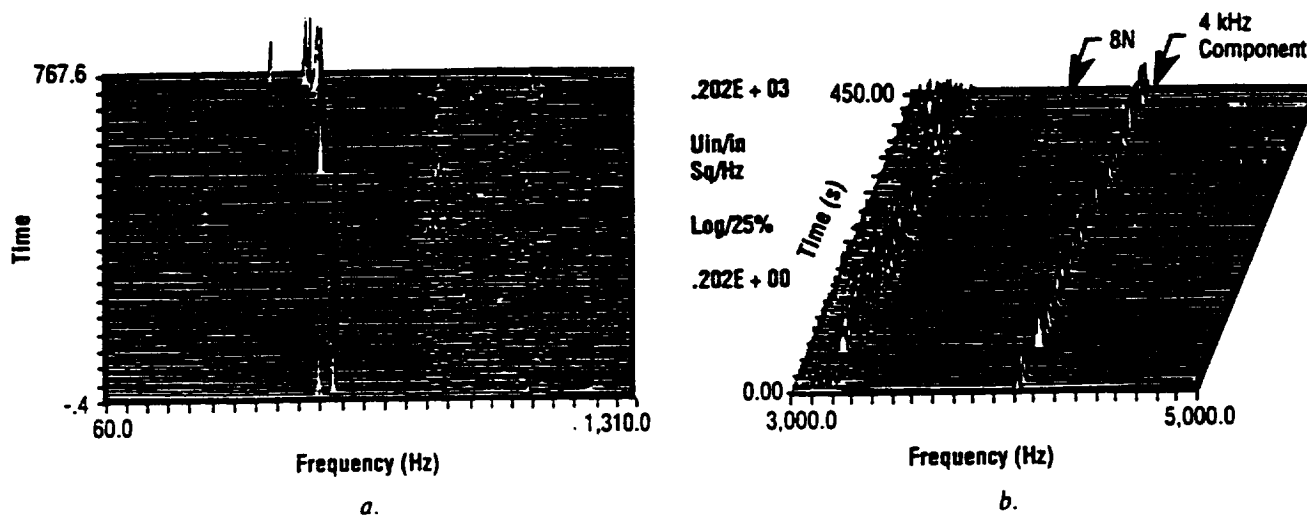 767.6
Time
-.4
60.0
1,310.0
Frequency (Hz)
a.
8N
4 kHz
Component
.202E + 03
450.00
Uin/in
Sq/Hz
Log/25%
.202E + 00
Time (s)
0.00
3,000.0
5,000.0
Frequency (Hz)
b.